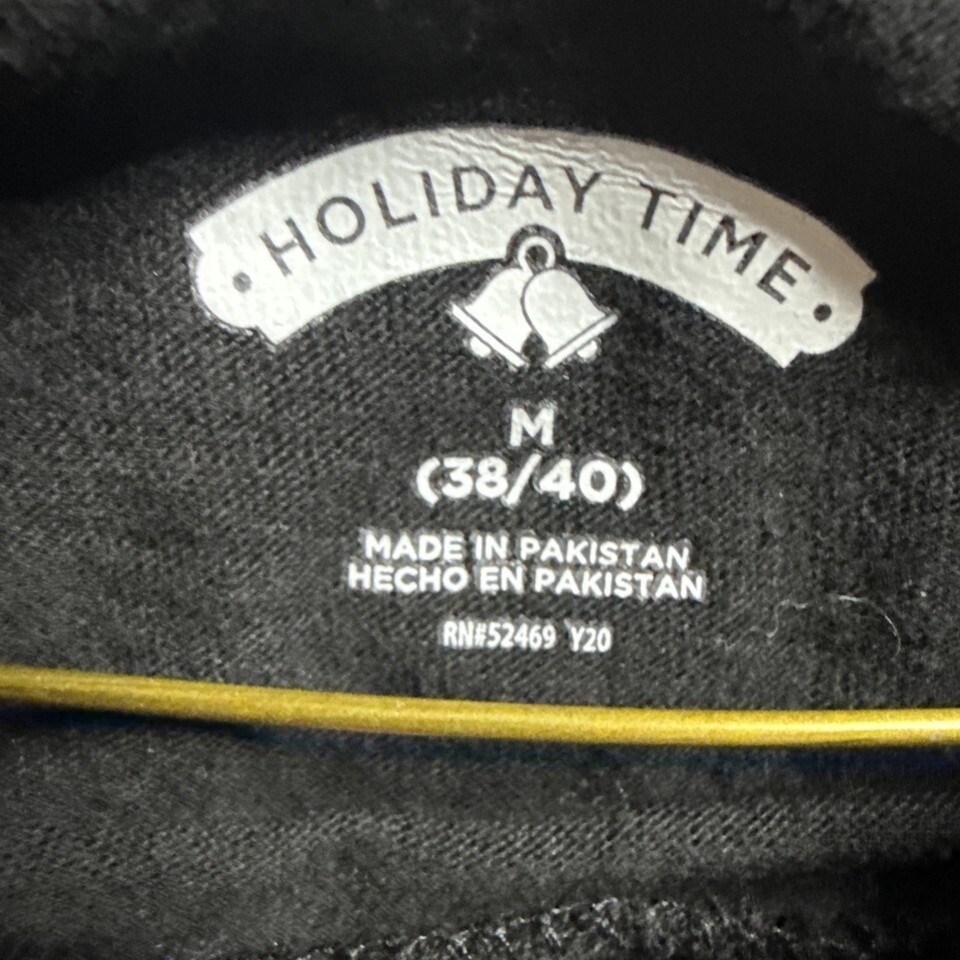 HOLIDAY TIME
M
(38/40)
MADE IN PAKISTAN
HECHO EN PAKISTAN
RN#52469 Y20